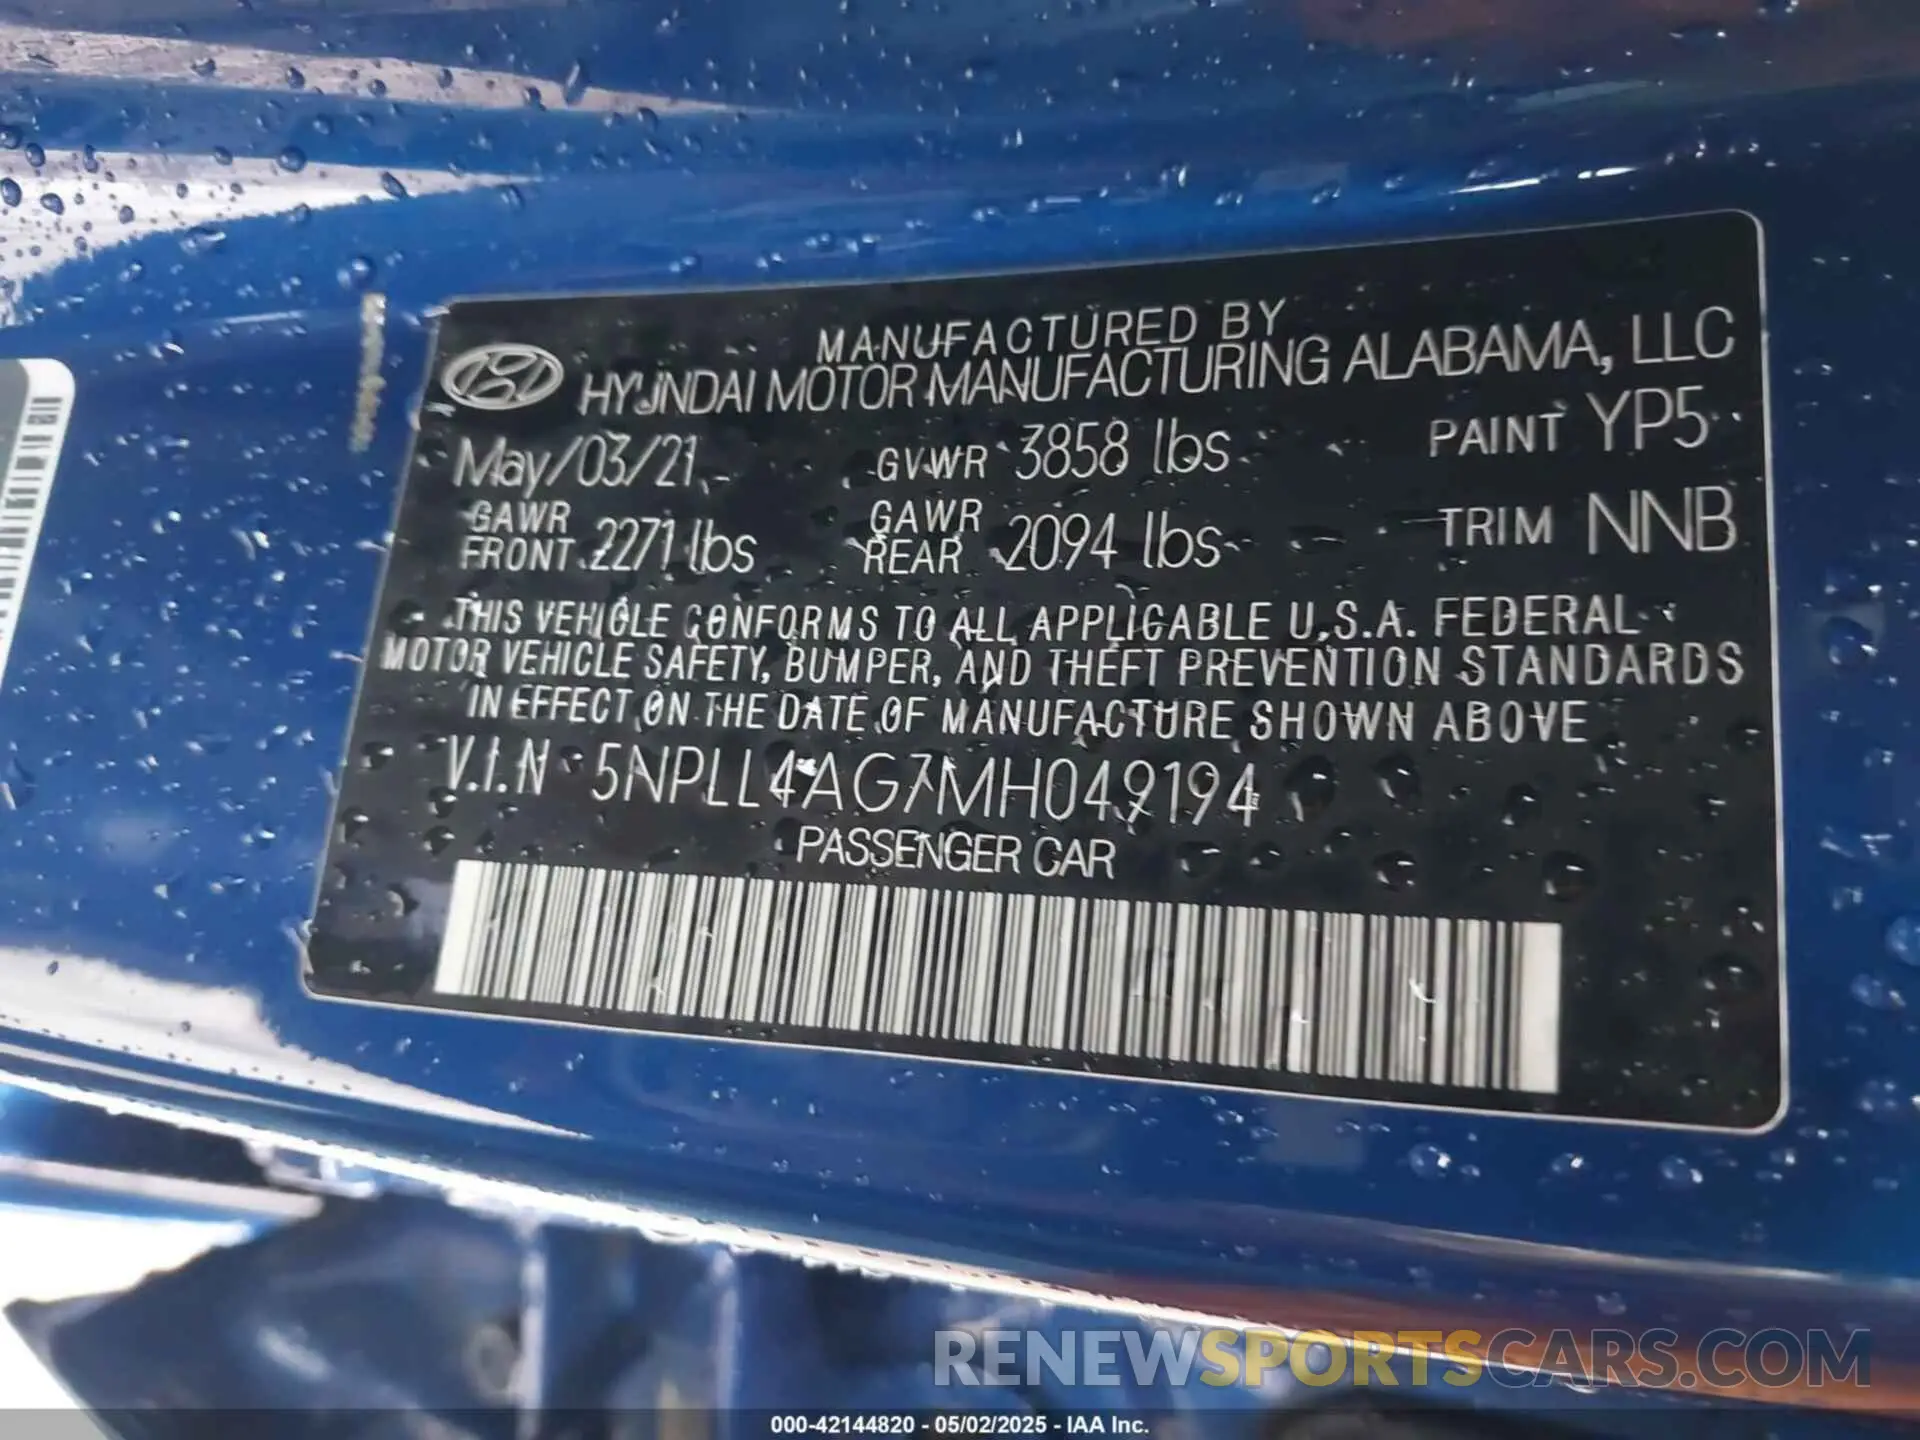 MANUFACTURED BY
HYUNDAI MOTOR MANUFACTURING ALABAMA, LLC
May/03/21 GVWR 3858 lbs PAINT YP5
GAWR FRONT 2271 lbs GAWR REAR 2094 lbs TRIM NNB
THIS VEHICLE CONFORMS TO ALL APPLICABLE U.S.A. FEDERAL
MOTOR VEHICLE SAFETY, BUMPER, AND THEFT PREVENTION STANDARDS
IN EFFECT ON THE DATE OF MANUFACTURE SHOWN ABOVE
V.I.N 5NPLL4AG7MH049194
PASSENGER CAR
RENEWSPORTSCARS.COM
000-42144820 - 05/02/2025 - IAA Inc.